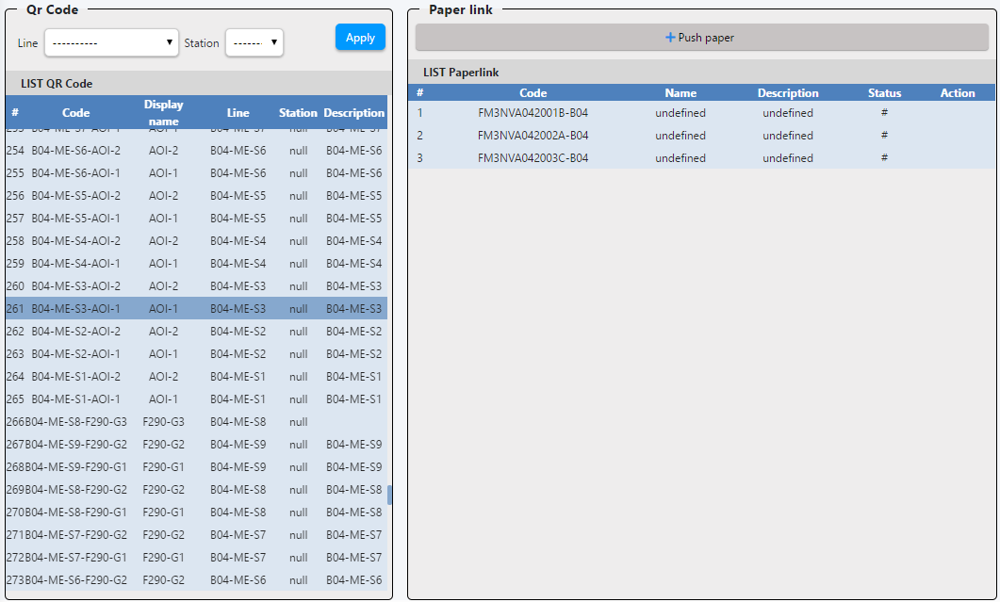 Qr Code
Line ---------- Station ------
Apply
LIST QR Code
# Code Display name Line Station Description
254 B04-ME-S6-AOI-2 AOI-2 B04-ME-S6 null B04-ME-S6
255 B04-ME-S6-AOI-1 AOI-1 B04-ME-S6 null B04-ME-S6
256 B04-ME-S5-AOI-2 AOI-2 B04-ME-S5 null B04-ME-S5
257 B04-ME-S5-AOI-1 AOI-1 B04-ME-S5 null B04-ME-S5
258 B04-ME-S4-AOI-2 AOI-2 B04-ME-S4 null B04-ME-S4
259 B04-ME-S4-AOI-1 AOI-1 B04-ME-S4 null B04-ME-S4
260 B04-ME-S3-AOI-2 AOI-2 B04-ME-S3 null B04-ME-S3
261 B04-ME-S3-AOI-1 AOI-1 B04-ME-S3 null B04-ME-S3
262 B04-ME-S2-AOI-2 AOI-2 B04-ME-S2 null B04-ME-S2
263 B04-ME-S2-AOI-1 AOI-1 B04-ME-S2 null B04-ME-S2
264 B04-ME-S1-AOI-2 AOI-2 B04-ME-S1 null B04-ME-S1
265 B04-ME-S1-AOI-1 AOI-1 B04-ME-S1 null B04-ME-S1
266 B04-ME-S8-F290-G3 F290-G3 B04-ME-S8 null
267 B04-ME-S9-F290-G2 F290-G2 B04-ME-S9 null B04-ME-S9
268 B04-ME-S9-F290-G1 F290-G1 B04-ME-S9 null B04-ME-S9
269 B04-ME-S8-F290-G2 F290-G2 B04-ME-S8 null B04-ME-S8
270 B04-ME-S8-F290-G1 F290-G1 B04-ME-S8 null B04-ME-S8
271 B04-ME-S7-F290-G2 F290-G2 B04-ME-S7 null B04-ME-S7
272 B04-ME-S7-F290-G1 F290-G1 B04-ME-S7 null B04-ME-S7
273 B04-ME-S6-F290-G2 F290-G2 B04-ME-S6 null B04-ME-S6
Paper link
+ Push paper
LIST Paperlink
# Code Name Description Status Action
1 FM3NVA042001B-B04 undefined undefined #
2 FM3NVA042002A-B04 undefined undefined #
3 FM3NVA042003C-B04 undefined undefined #